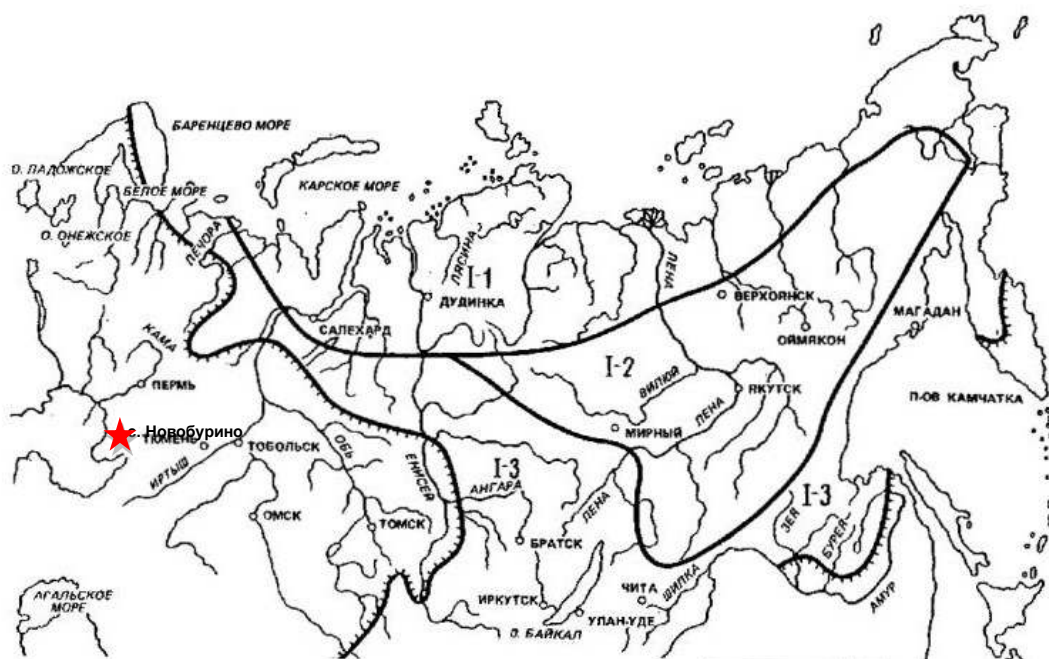 БАРЕНЦЕВО МОРЕ
О. ЛАДОЖСКОЕ
БЕЛОЕ МОРЕ
КАРСКОЕ МОРЕ
О. ОНЕЖСКОЕ
ПЕЧОРА
ЛЯСИНА
I-1
ДУДИНКА
ЛЕНА
ВЕРХОЯНСК
САЛЕХАРД
МАГАДАН
ОЙМЯКОН
КАМА
I-2
ПЕРМЬ
ВИЛЮЙ
ЯКУТСК
П-ОВ КАМЧАТКА
с. Новобурино
ТЮМЕНЬ
ТОБОЛЬСК
МИРНЫЙ
ЛЕНА
ИРТЫШ
ОБЬ
ЕНИСЕЙ
I-3
АНГАРА
ЛЕНА
I-3
ЗЕЯ
БУРЕЯ
ОМСК
ТОМСК
БРАТСК
АРАЛЬСКОЕ
МОРЕ
ИРКУТСК
ЧИТА
ШИЛКА
АМУР
УЛАН-УДЕ
О. БАЙКАЛ